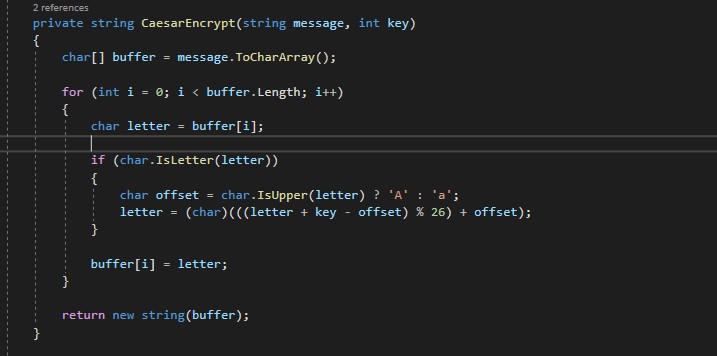 2 references
private string CaesarEncrypt(string message, int key)
{
char[] buffer = message.ToCharArray();
for (int i = 0; i < buffer.Length; i++)
{
char letter = buffer[i];
if (char.IsLetter(letter))
{
char offset = char.IsUpper(letter) ? 'A' : 'a';
letter = (char)(((letter + key - offset) % 26) + offset);
}
buffer[i] = letter;
}
return new string(buffer);
}